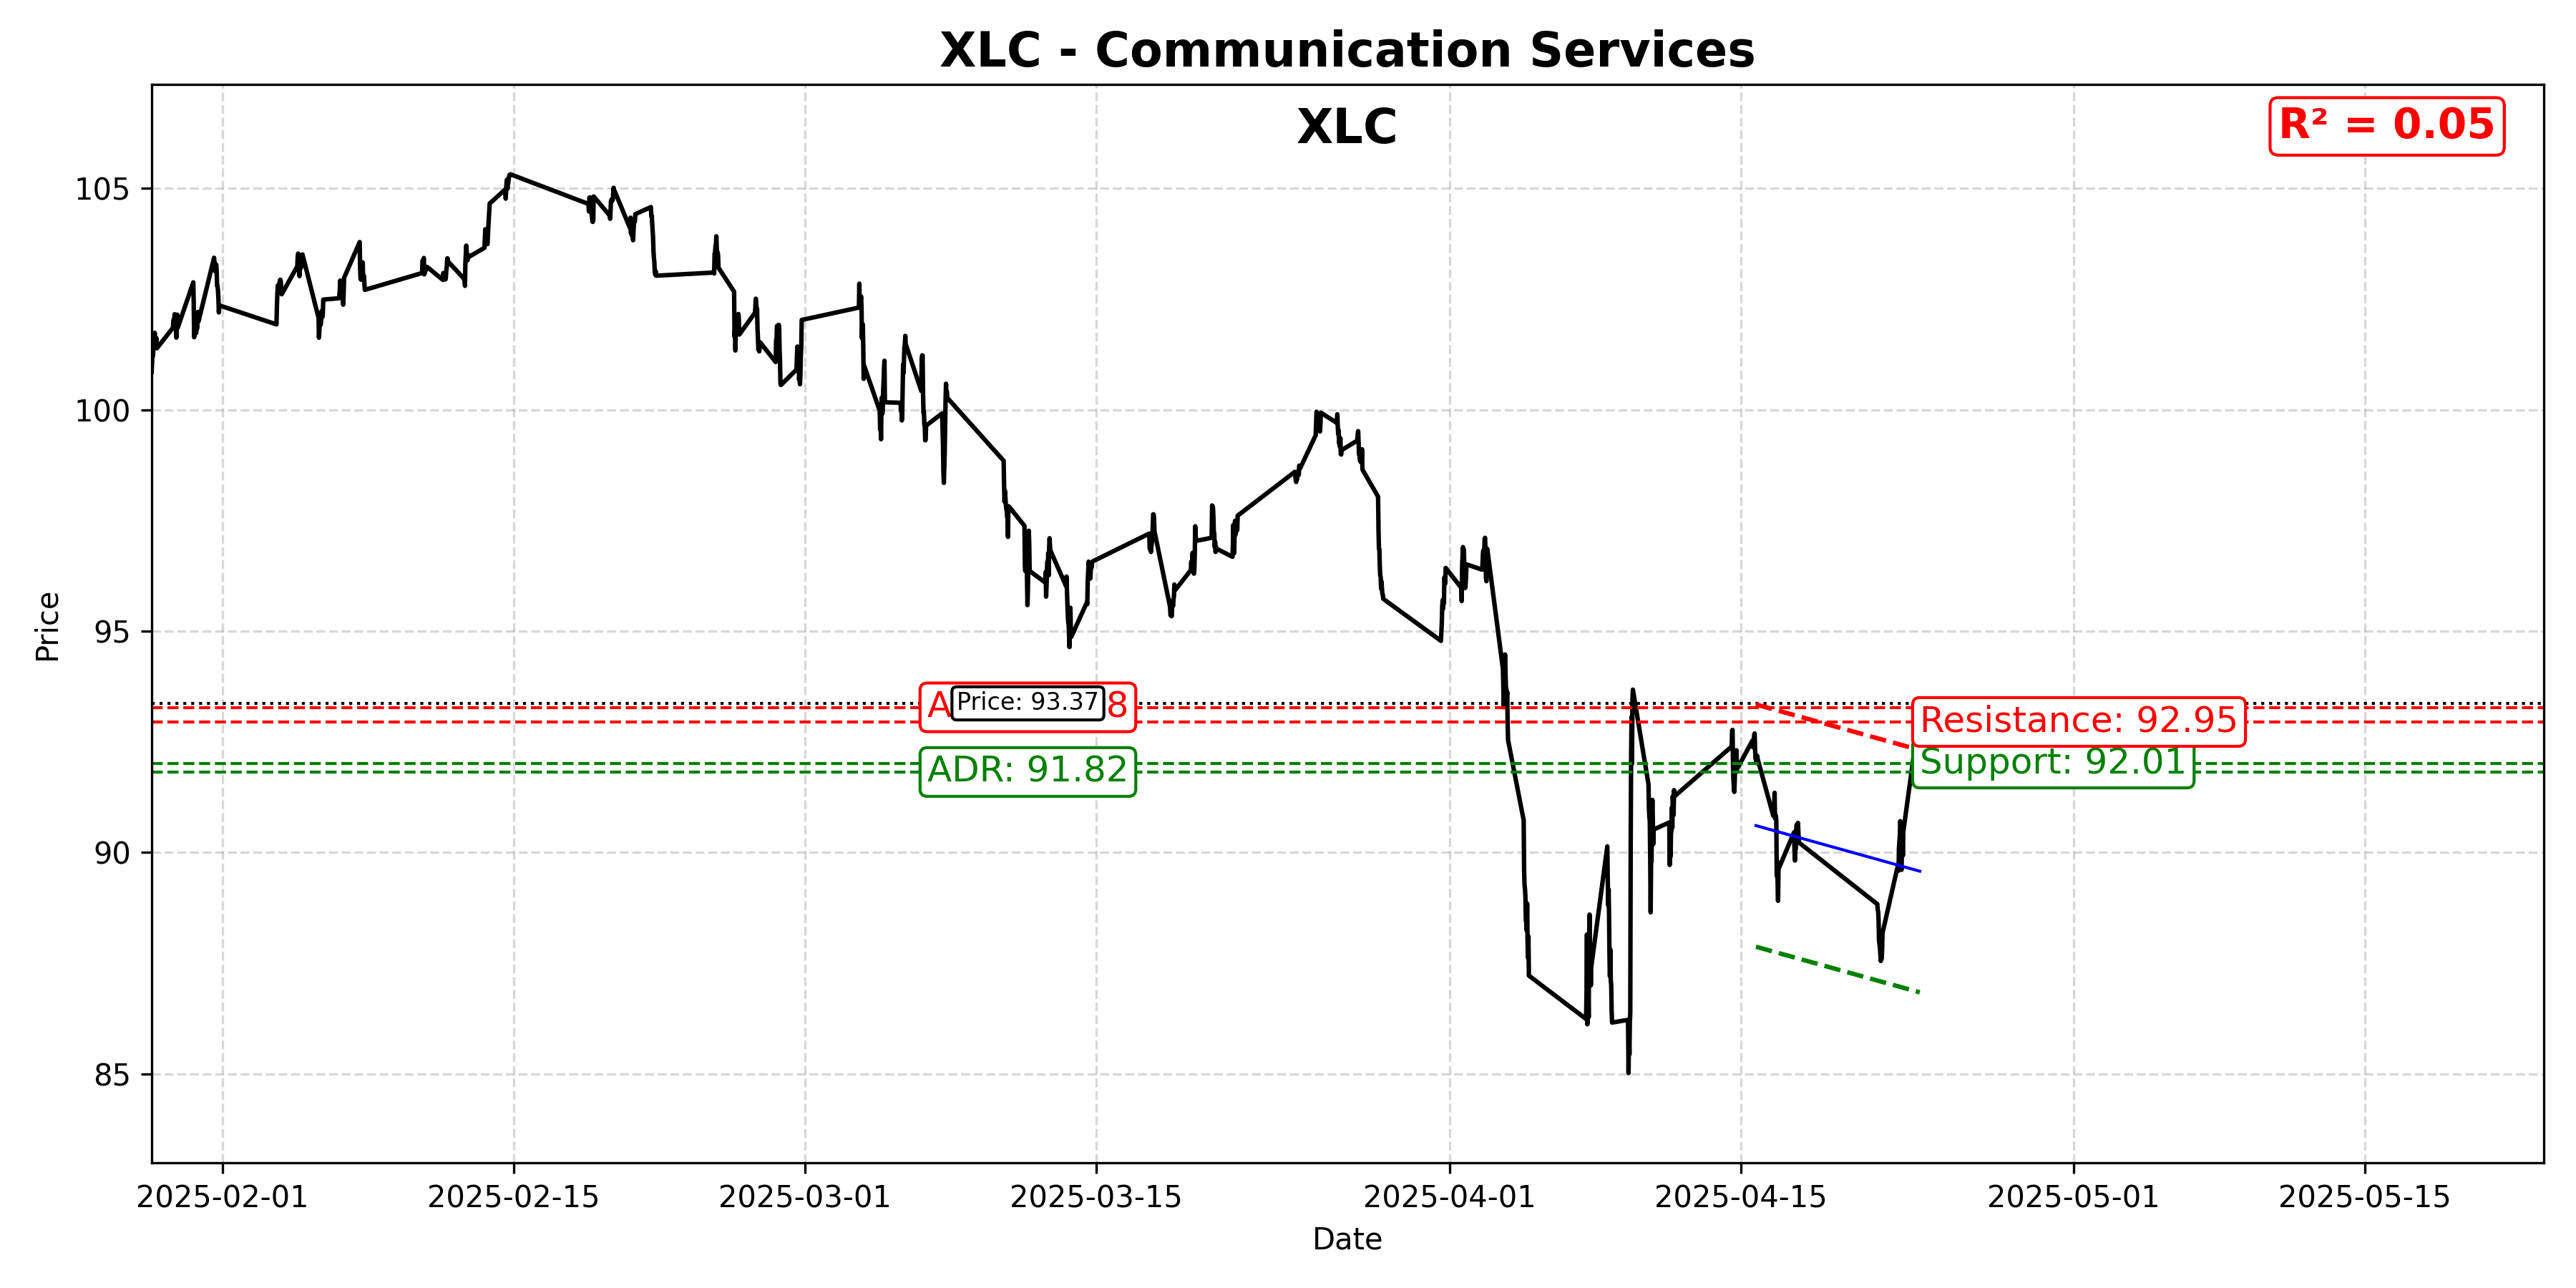 XLC - Communication Services
XLC
R² = 0.05
105
100
95
90
85
Price
Price: 93.37
ADR: 91.82
Resistance: 92.95
Support: 92.01
2025-02-01
2025-02-15
2025-03-01
2025-03-15
2025-04-01
2025-04-15
2025-05-01
2025-05-15
Date